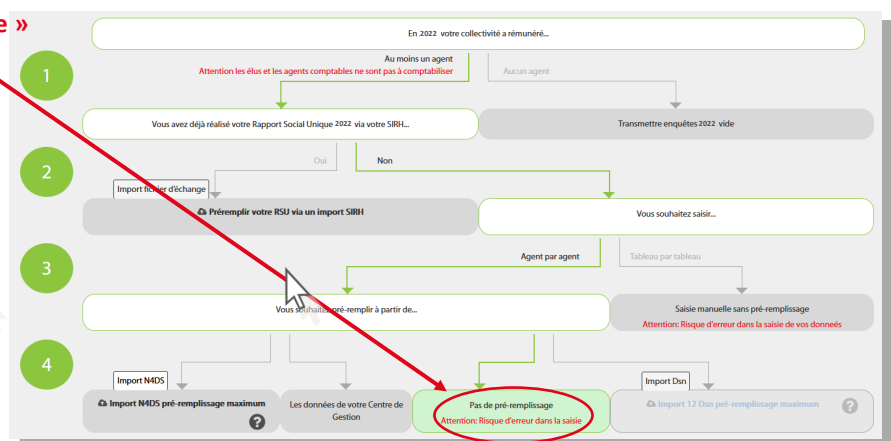 e »
En 2022 votre collectivité a rémunéré...
1
Au moins un agent
Attention les élus et les agents comptables ne sont pas à comptabiliser
Aucun agent
Vous avez déjà réalisé votre Rapport Social Unique 2022 via votre SIRH...
Transmettre enquêtes 2022 vide
2
Oui
Non
Import fichier d'échange
Préremplir votre RSU via un import SIRH
Vous souhaitez saisir...
3
Agent par agent
Tableau par tableau
Vous souhaitez pré-remplir à partir de...
Saisie manuelle sans pré-remplissage
Attention: Risque d'erreur dans la saisie de vos donneés
4
Import N4DS
Import Dsn
Import N4DS pré-remplissage maximum
?
Les données de votre Centre de
Gestion
Pas de pré-remplissage
Attention: Risque d'erreur dans la saisie
Import 12 Dsn pré-remplissage maximum
?